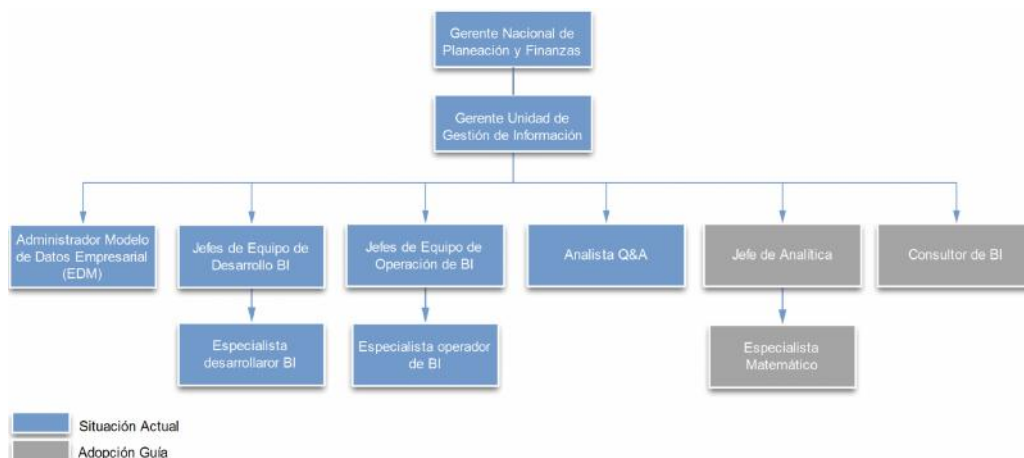 Gerente Nacional de
Planeación y Finanzas
Gerente Unidad de
Gestión de Información
Administrador Modelo
de Datos Empresarial
(EDM)
Jefes de Equipo de
Desarrollo BI
Jefes de Equipo de
Operación de BI
Analista Q&A
Jefe de Analítica
Consultor de BI
Especialista
desarrollaror BI
Especialista operador
de BI
Especialista
Matemático
Situación Actual
Adopción Guía